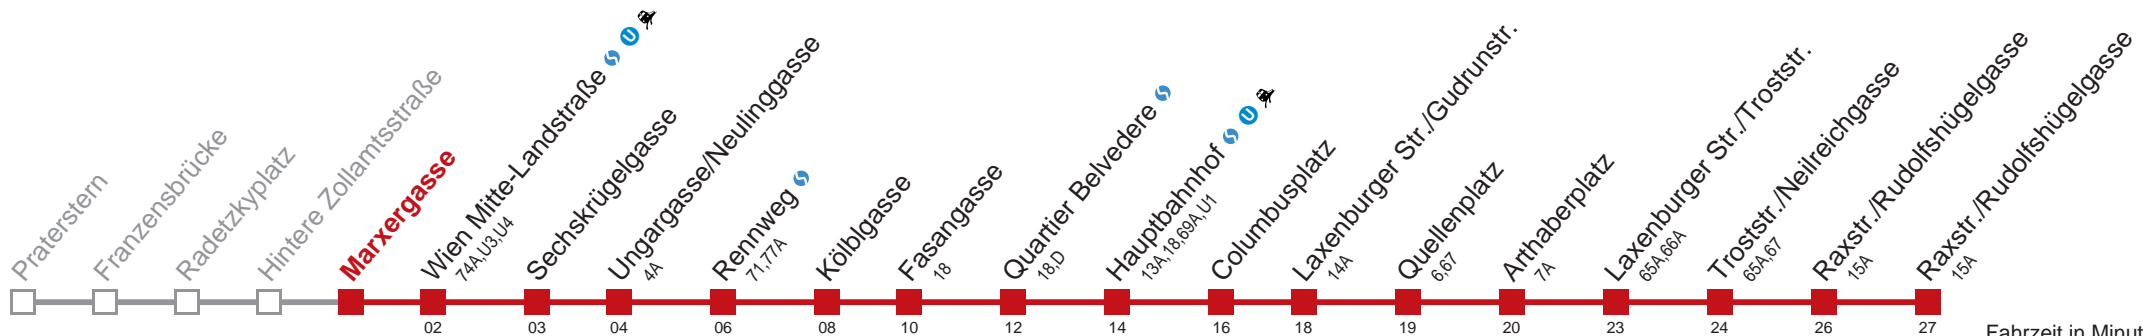 Praterstern
Franzensbrücke
Radetzkyplatz
Hintere Zollamtsstraße
Marxergasse
Wien Mitte-Landstraße S U
74A,U3,U4
Sechskrügelgasse
Ungargasse/Neulinggasse
4A
Rennweg S
71,77A
Kölblgasse
Fasangasse
18
Quartier Belvedere S
18,D
Hauptbahnhof S U
13A,18,69A,U1
Columbusplatz
Laxenburger Str./Gudrunstr.
14A
Quellenplatz
6,67
Arthaberplatz
7A
Laxenburger Str./Troststr.
65A,66A
Troststr./Neilreichgasse
65A,67
Raxstr./Rudolfshügelgasse
15A
Raxstr./Rudolfshügelgasse
15A
02 03 04 06 08 10 12 14 16 18 19 20 23 24 26 27
Fahrzeit in Minut